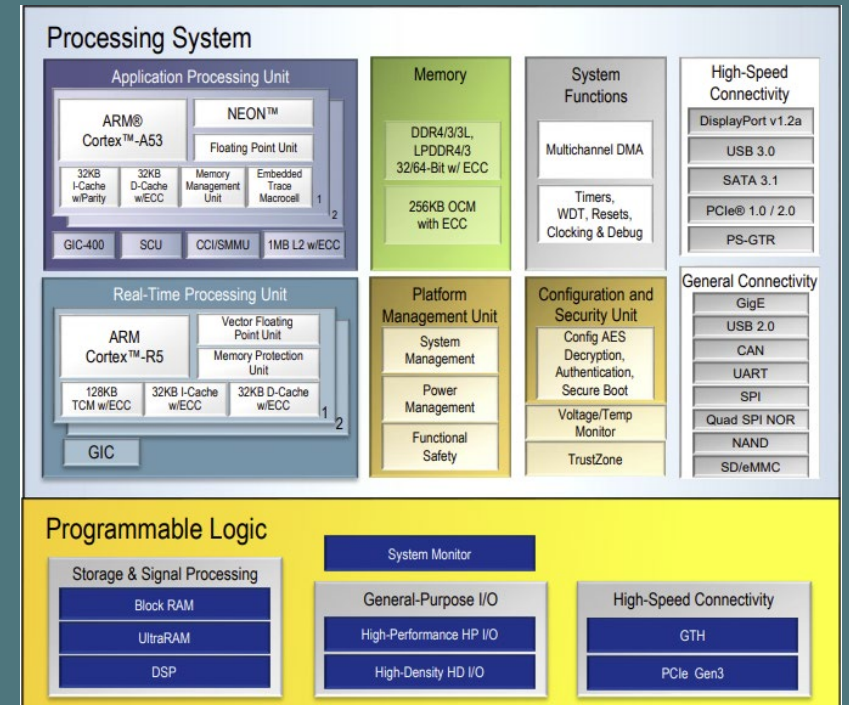 Processing System
Application Processing Unit
ARM®
Cortex™-A53
NEON™
Floating Point Unit
32KB
I-Cache
w/Parity
32KB
D-Cache
w/ECC
Memory
Management
Unit
Embedded
Trace
Macrocell
1
2
GIC-400
SCU
CCI/SMMU
1MB L2 w/ECC
Memory
DDR4/3/3L,
LPDDR4/3
32/64-Bit w/ ECC
256KB OCM
with ECC
System
Functions
Multichannel DMA
Timers,
WDT, Resets,
Clocking & Debug
High-Speed
Connectivity
DisplayPort v1.2a
USB 3.0
SATA 3.1
PCIe® 1.0 / 2.0
PS-GTR
Real-Time Processing Unit
ARM
Cortex™-R5
Vector Floating
Point Unit
Memory Protection
Unit
128KB
TCM w/ECC
32KB I-Cache
w/ECC
32KB D-Cache
w/ECC
1
2
GIC
Platform
Management Unit
System
Management
Power
Management
Functional
Safety
Configuration and
Security Unit
Config AES
Decryption,
Authentication,
Secure Boot
Voltage/Temp
Monitor
TrustZone
General Connectivity
GigE
USB 2.0
CAN
UART
SPI
Quad SPI NOR
NAND
SD/eMMC
Programmable Logic
Storage & Signal Processing
Block RAM
UltraRAM
DSP
System Monitor
General-Purpose I/O
High-Performance HP I/O
High-Density HD I/O
High-Speed Connectivity
GTH
PCIe Gen3